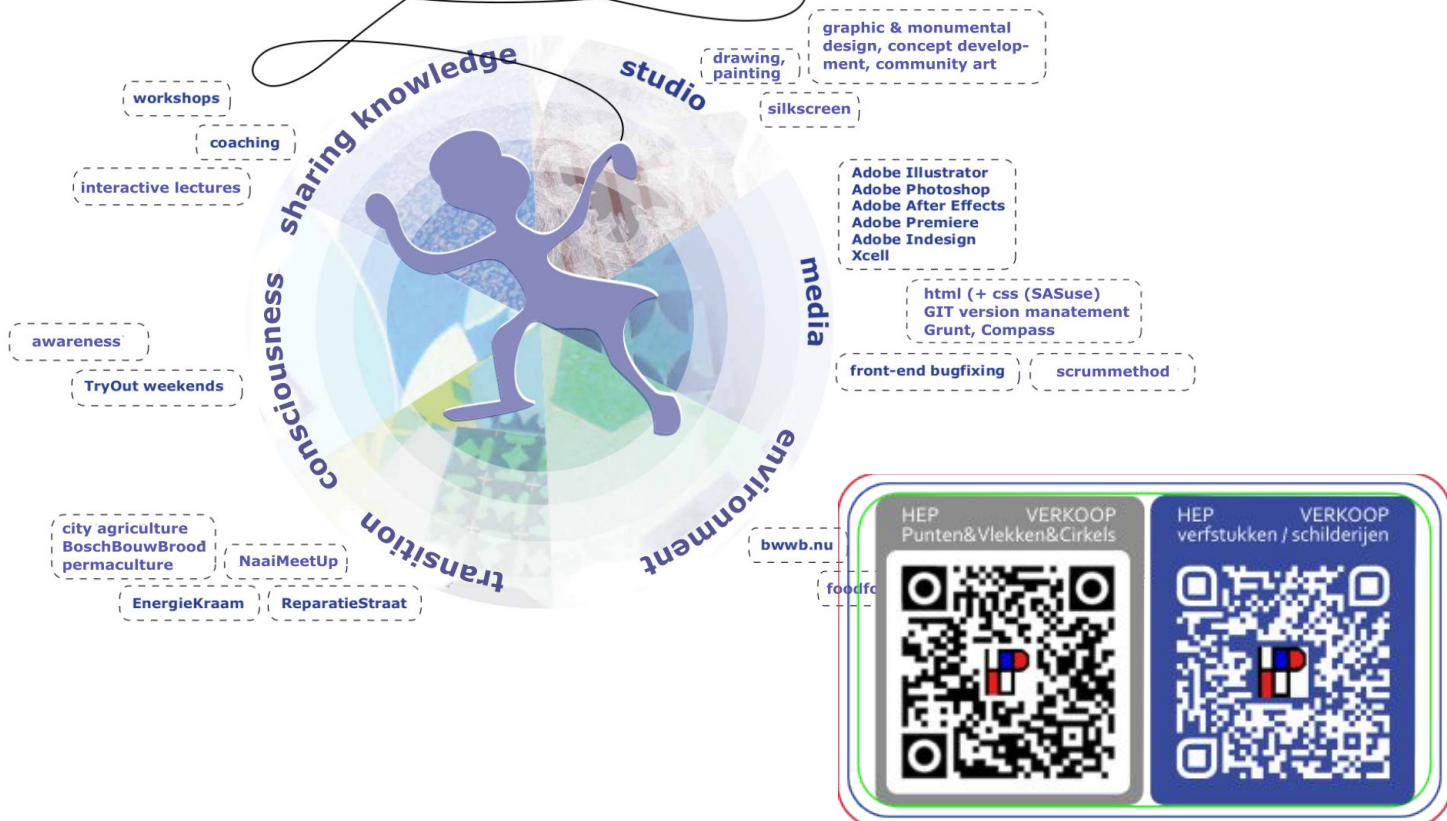 sharing knowledge
studio
media
environment
transition
consciousness
workshops
coaching
interactive lectures
drawing,
painting
graphic & monumental
design, concept develop-
ment, community art
silkscreen
Adobe Illustrator
Adobe Photoshop
Adobe After Effects
Adobe Premiere
Adobe Indesign
Xcell
html (+ css (SASuse)
GIT version manatement
Grunt, Compass
front-end bugfixing
scrummethod
awareness
TryOut weekends
city agriculture
BoschBouwBrood
permaculture
NaaiMeetUp
EnergieKraam
ReparatieStraat
bwwb.nu
HEP VERKOOP
Punten&Vlekken&Cirkels
HEP VERKOOP
verfstukken / schilderijen